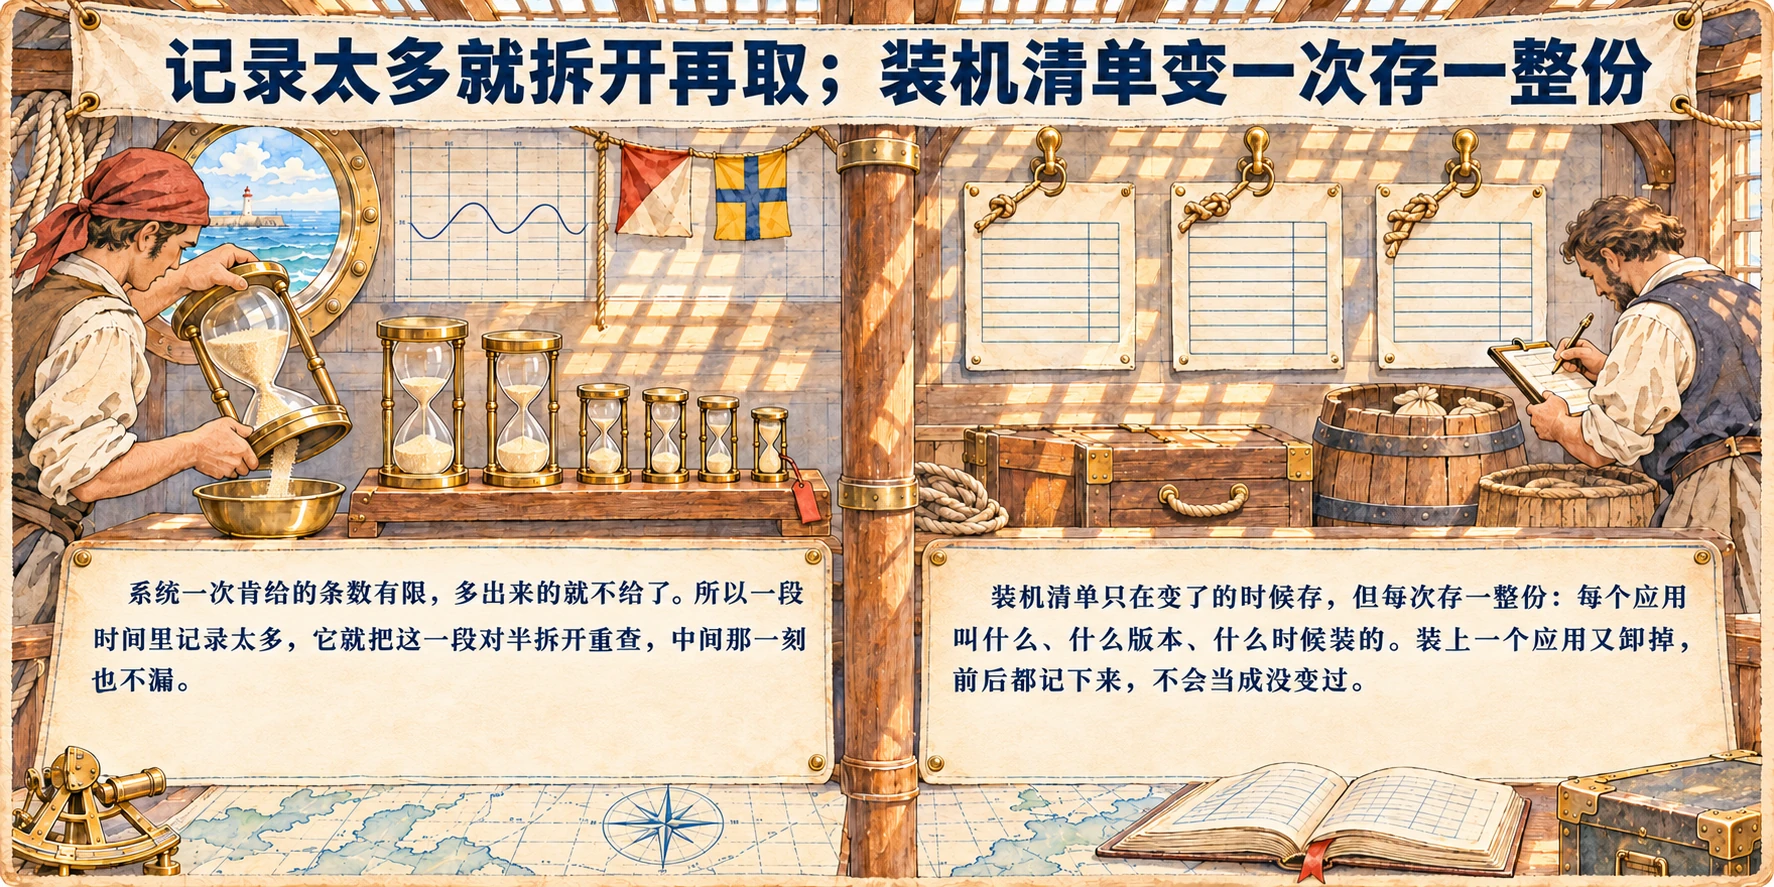 记录太多就拆开再取；装机清单变一次存一整份
系统一次肯给的条数有限，多出来的就不给了。所以一段
时间里记录太多，它就把这一段对半拆开重查，中间那一刻
也不漏。
装机清单只在变了的时候存，但每次存一整份：每个应用
叫什么、什么版本、什么时候装的。装上一个应用又卸掉，
前后都记下来，不会当成没变过。